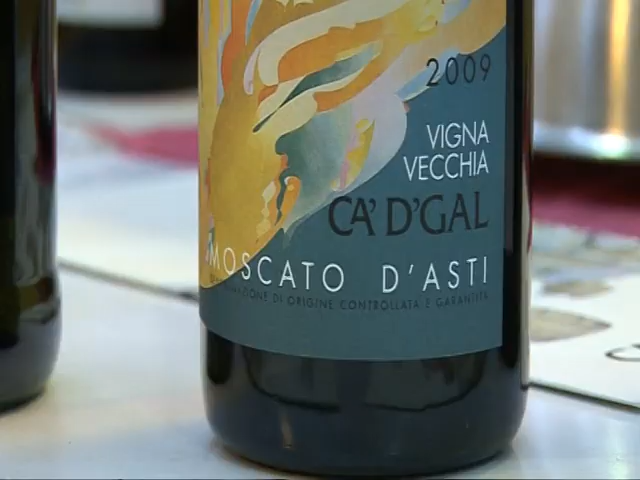 2009
VIGNA
VECCHIA
CA' D'GAL
MOSCATO D'ASTI
DI ORIGINE CONTROLLATA E GARANTITA